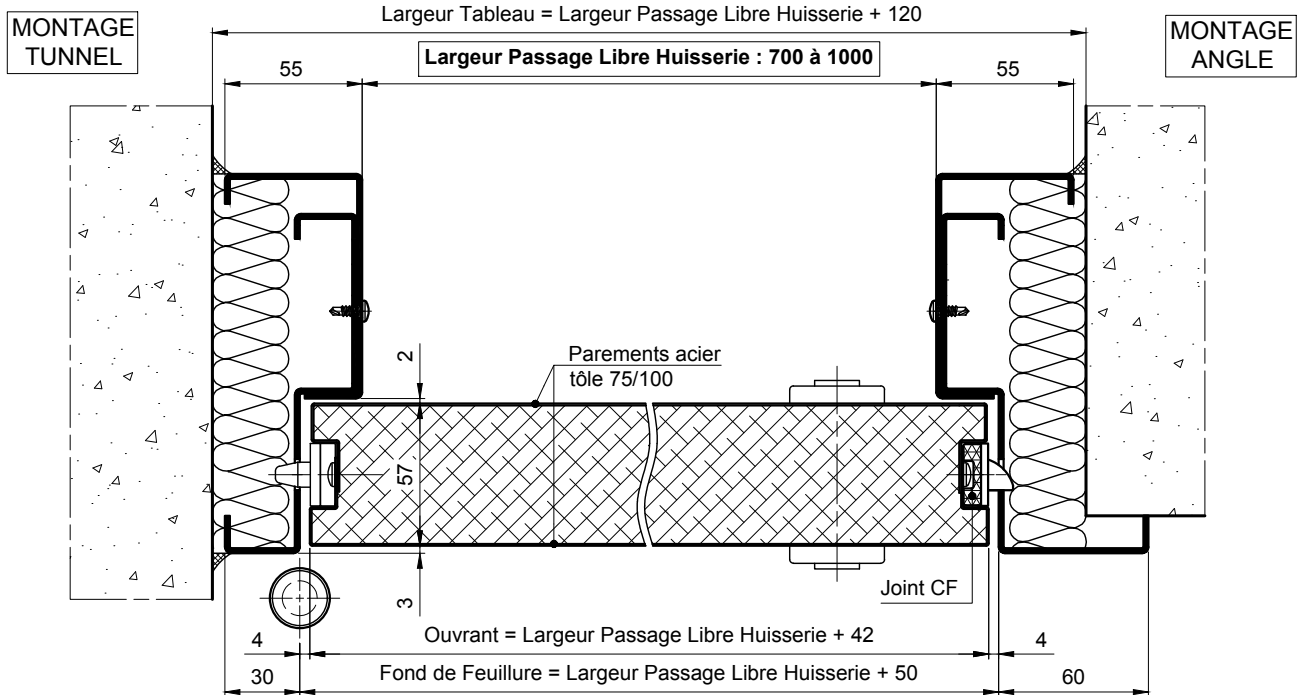 Largeur Tableau = Largeur Passage Libre Huisserie + 120
MONTAGE
TUNNEL
MONTAGE
ANGLE
Largeur Passage Libre Huisserie : 700 à 1000
55
55
2
Parements acier
tôle 75/100
57
3
Joint CF
4
Ouvrant = Largeur Passage Libre Huisserie + 42
4
30
Fond de Feuillure = Largeur Passage Libre Huisserie + 50
60